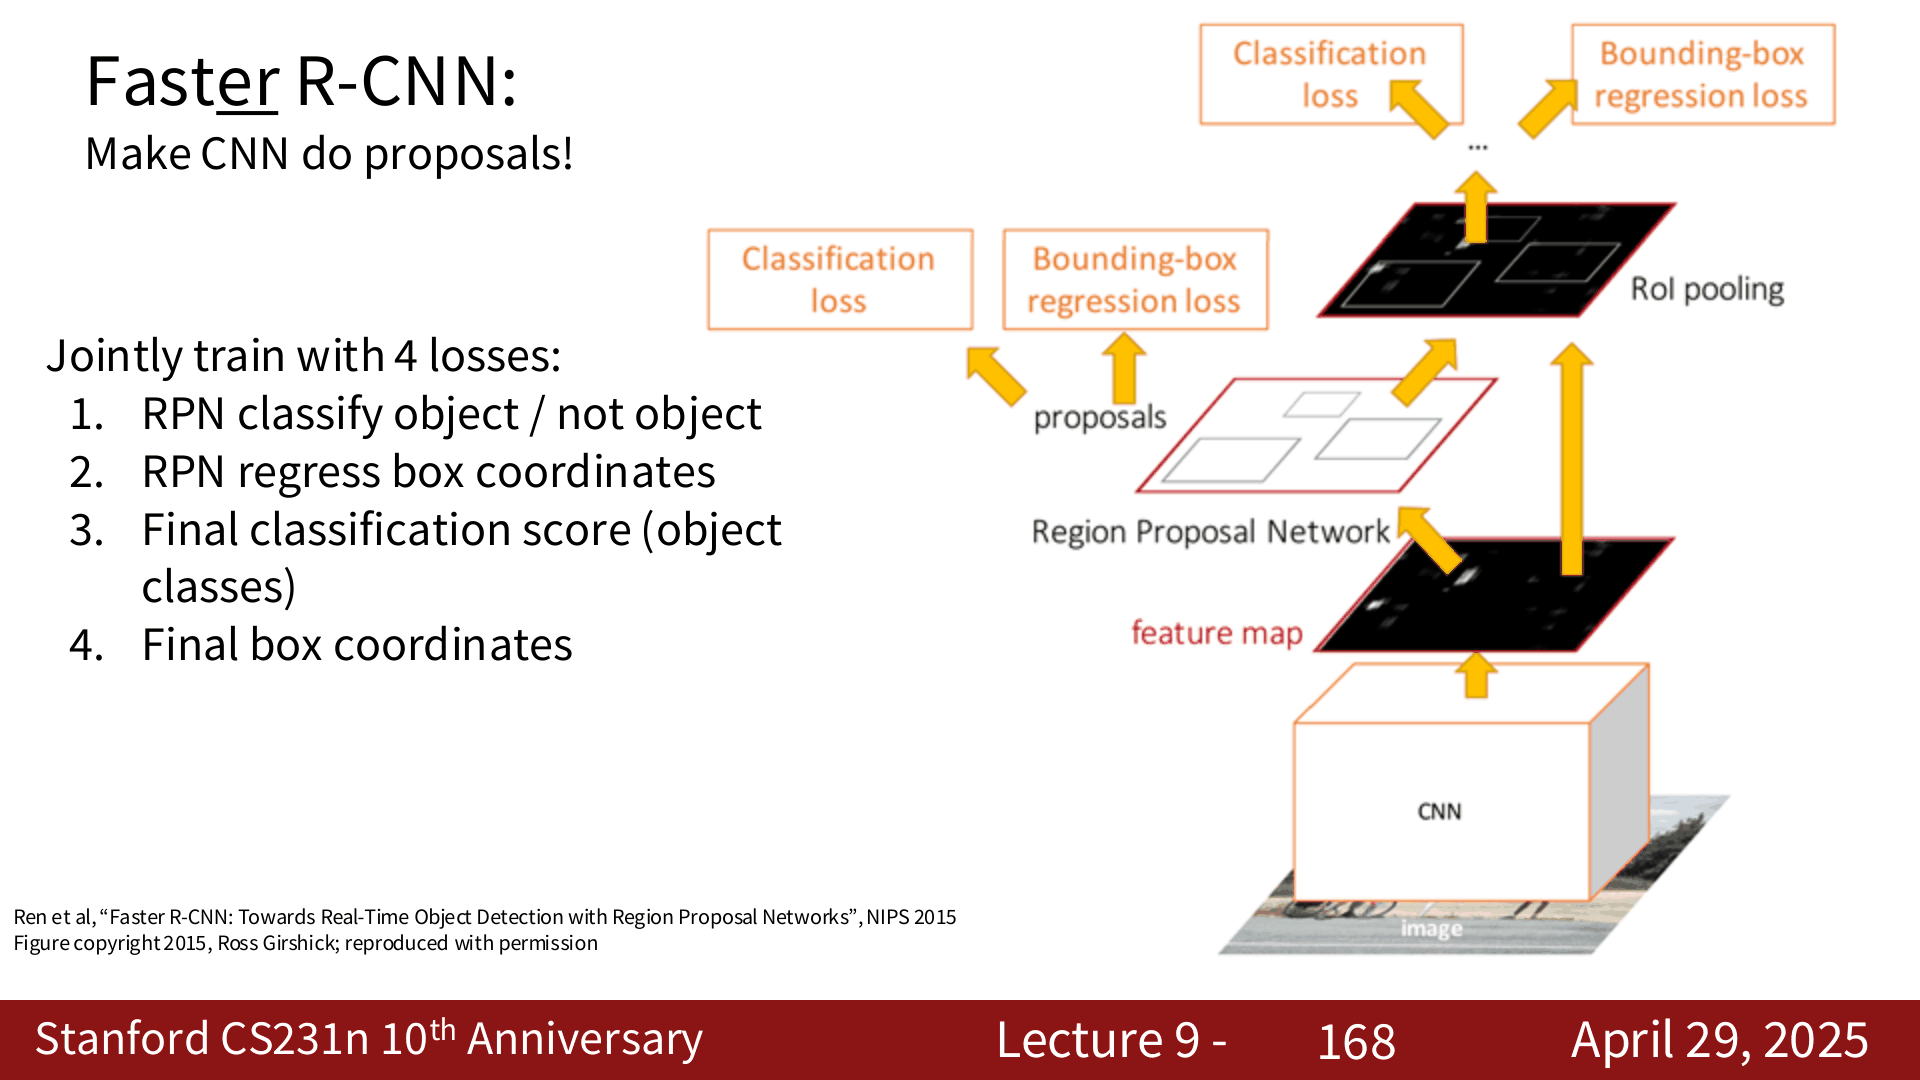 Faster R-CNN:
Make CNN do proposals!
Jointly train with 4 losses:
1. RPN classify object / not object
2. RPN regress box coordinates
3. Final classification score (object
classes)
4. Final box coordinates
Classification
loss
Bounding-box
regression loss
...
Classification
loss
Bounding-box
regression loss
RoI pooling
proposals
Region Proposal Network
feature map
CNN
image
Ren et al, “Faster R-CNN: Towards Real-Time Object Detection with Region Proposal Networks”, NIPS 2015
Figure copyright 2015, Ross Girshick; reproduced with permission
Stanford CS231n 10th Anniversary
Lecture 9 - 168
April 29, 2025